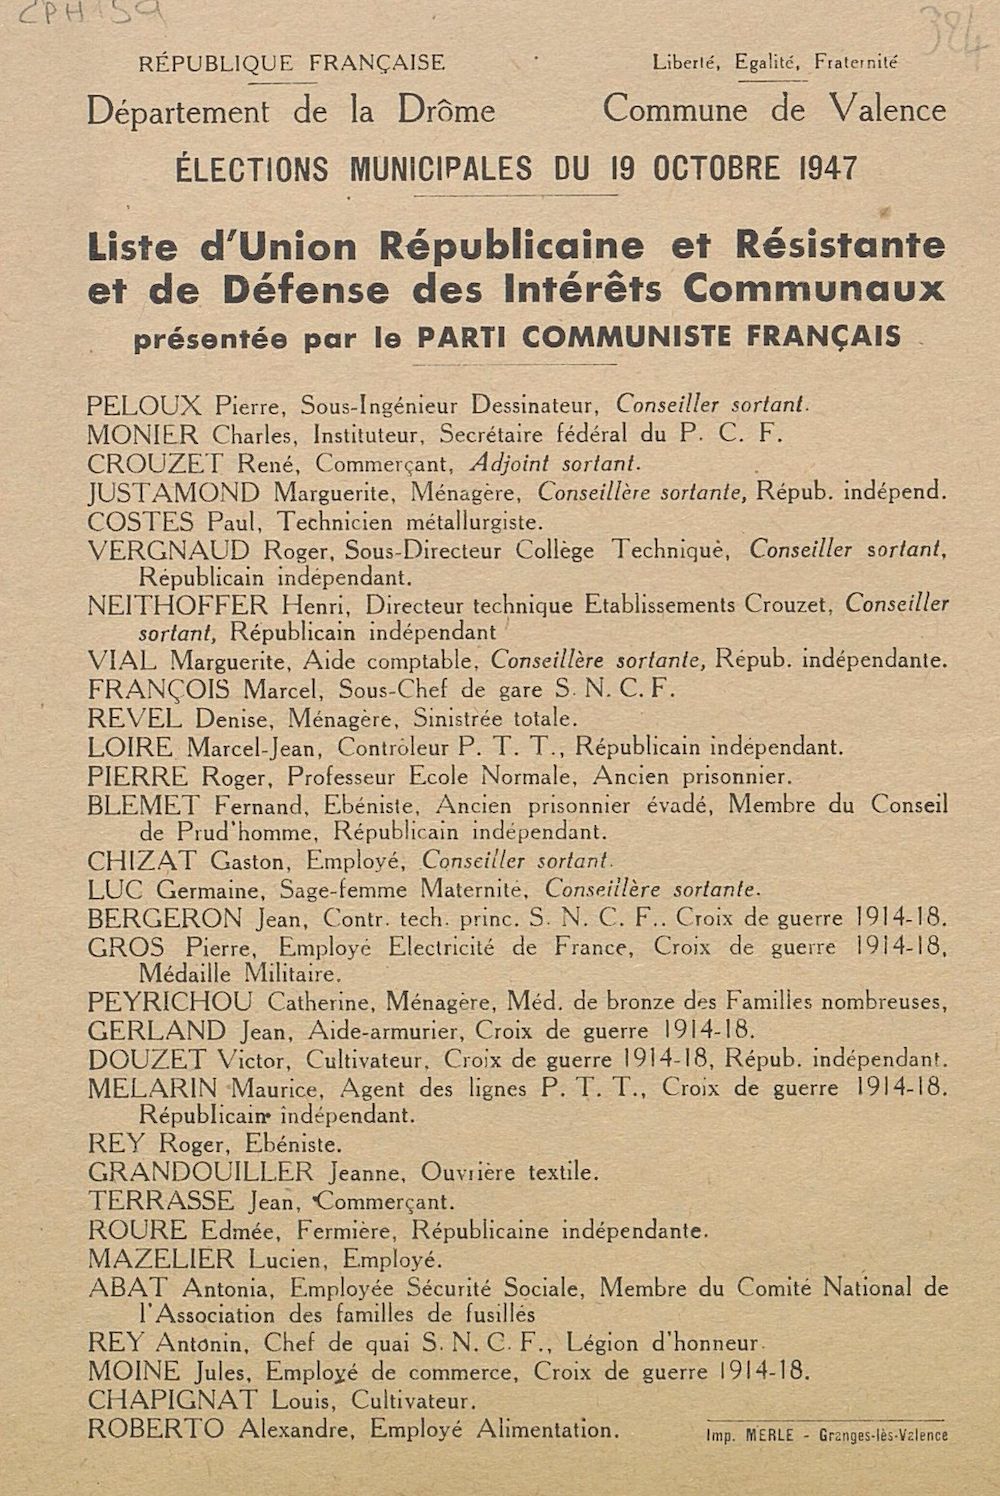 CPH 159
384
RÉPUBLIQUE FRANÇAISE
Liberté, Egalité, Fraternité
Département de la Drôme
Commune de Valence
ÉLECTIONS MUNICIPALES DU 19 OCTOBRE 1947
Liste d'Union Républicaine et Résistante
et de Défense des Intérêts Communaux
présentée par le PARTI COMMUNISTE FRANÇAIS
PELOUX Pierre, Sous-Ingénieur Dessinateur, Conseiller sortant.
MONIER Charles, Instituteur, Secrétaire fédéral du P. C. F.
CROUZET René, Commerçant, Adjoint sortant.
JUSTAMOND Marguerite, Ménagère, Conseillère sortante, Répub. indépend.
COSTES Paul, Technicien métallurgiste.
VERGNAUD Roger, Sous-Directeur Collège Technique, Conseiller sortant,
Républicain indépendant.
NEITHOFFER Henri, Directeur technique Etablissements Crouzet, Conseiller
sortant, Républicain indépendant
VIAL Marguerite, Aide comptable, Conseillère sortante, Répub. indépendante.
FRANÇOIS Marcel, Sous-Chef de gare S. N. C. F.
REVEL Denise, Ménagère, Sinistrée totale.
LOIRE Marcel-Jean, Contrôleur P. T. T., Républicain indépendant.
PIERRE Roger, Professeur Ecole Normale, Ancien prisonnier.
BLEMET Fernand, Ebéniste, Ancien prisonnier évadé, Membre du Conseil
de Prud'homme, Républicain indépendant.
CHIZAT Gaston, Employé, Conseiller sortant.
LUC Germaine, Sage-femme Maternité, Conseillère sortante.
BERGERON Jean, Contr. tech. princ. S. N. C. F.. Croix de guerre 1914-18.
GROS Pierre, Employé Electricité de France, Croix de guerre 1914-18,
Médaille Militaire.
PEYRICHOU Catherine, Ménagère, Méd. de bronze des Familles nombreuses,
GERLAND Jean, Aide-armurier, Croix de guerre 1914-18.
DOUZET Victor, Cultivateur, Croix de guerre 1914-18, Répub. indépendant.
MELARIN Maurice, Agent des lignes P. T. T., Croix de guerre 1914-18.
Républicain indépendant.
REY Roger, Ebéniste.
GRANDOUILLER Jeanne, Ouvrière textile.
TERRASSE Jean, Commerçant.
ROURE Edmée, Fermière, Républicaine indépendante.
MAZELIER Lucien, Employé.
ABAT Antonia, Employée Sécurité Sociale, Membre du Comité National de
l'Association des familles de fusillés
REY Antonin, Chef de quai S. N. C. F., Légion d'honneur.
MOINE Jules, Employé de commerce, Croix de guerre 1914-18.
CHAPIGNAT Louis, Cultivateur.
ROBERTO Alexandre, Employé Alimentation.
Imp. MERLE - Granges-lès-Valence